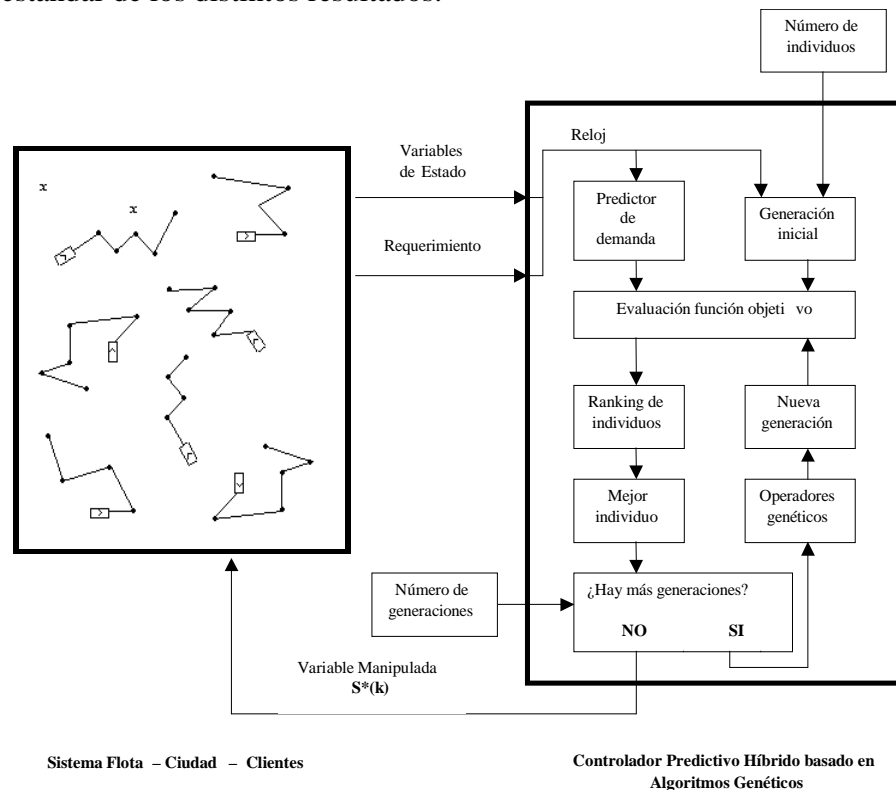 estándar de los distintos resultados.
Número de
individuos
Reloj
Variables
de Estado
Requerimiento
Predictor
de
demanda
Generación
inicial
Evaluación función objeti vo
Ranking de
individuos
Nueva
generación
Mejor
individuo
Operadores
genéticos
Número de
generaciones
¿Hay más generaciones?
NO SI
Variable Manipulada
S*(k)
x
x
Sistema Flota – Ciudad – Clientes
Controlador Predictivo Híbrido basado en
Algoritmos Genéticos